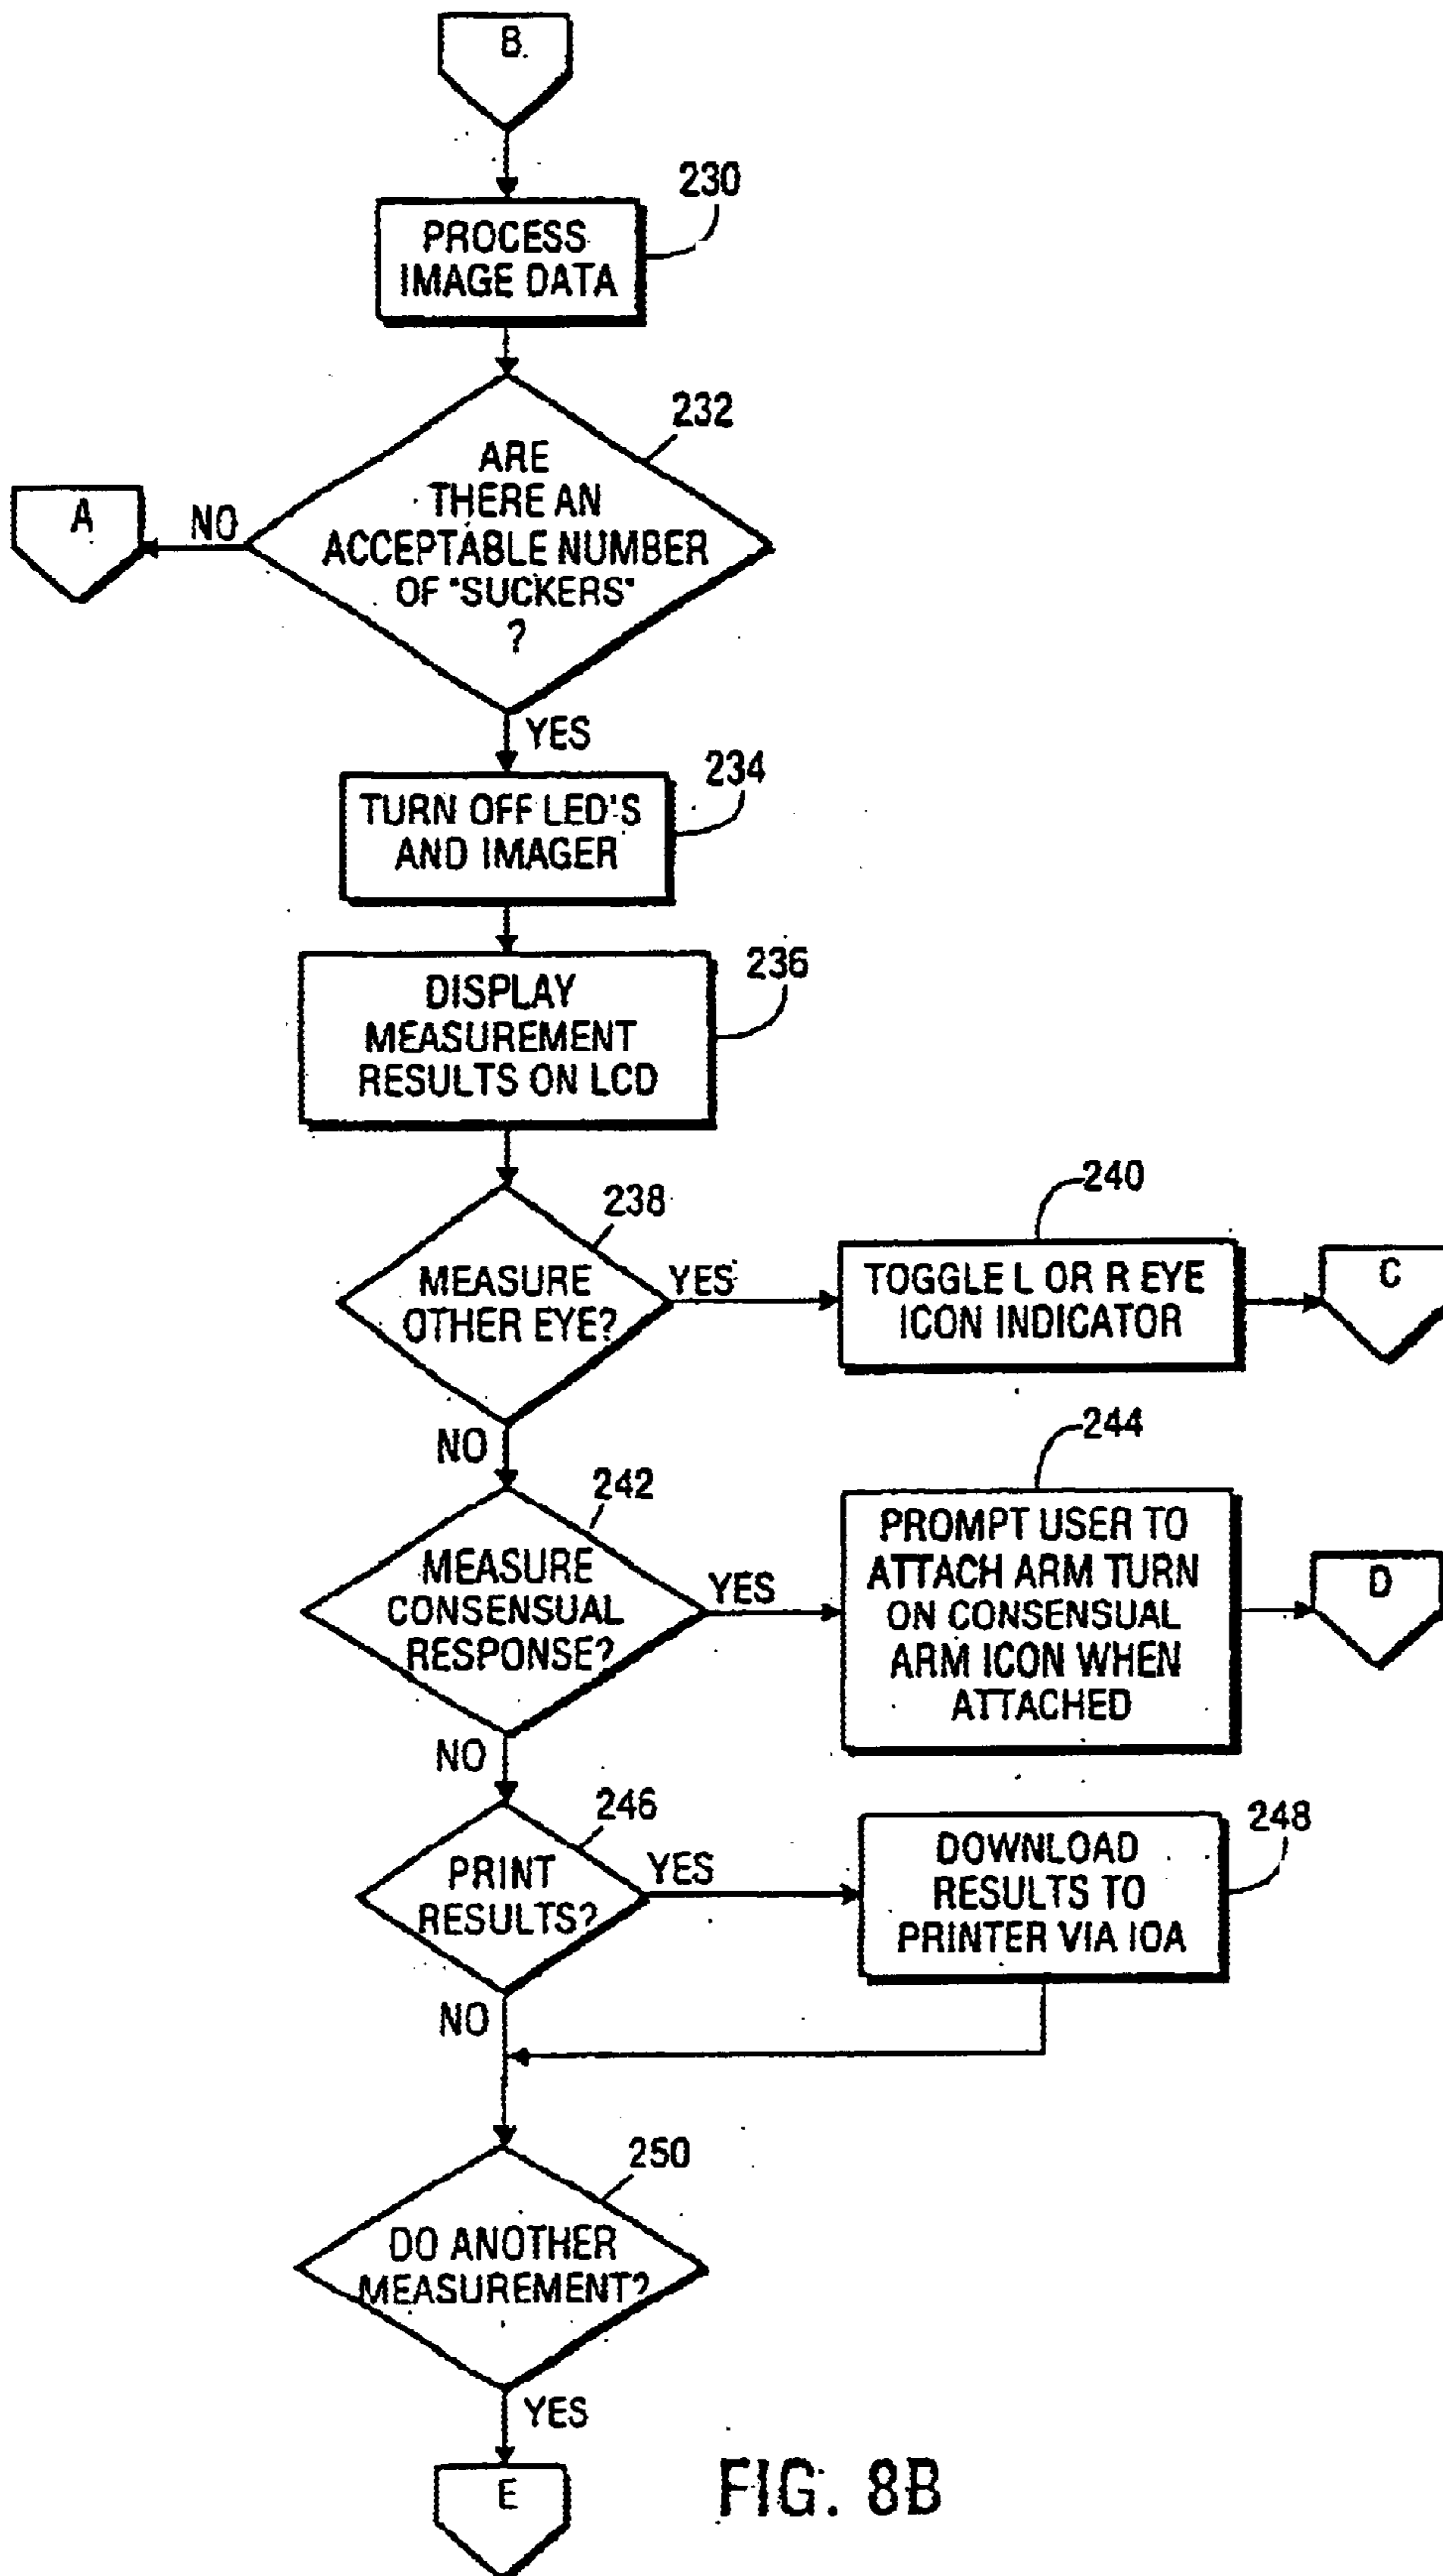 B
230
PROCESS
IMAGE DATA
232
ARE
THERE AN
ACCEPTABLE NUMBER
OF "SUCKERS"
?
NO
A
YES
234
TURN OFF LED'S
AND IMAGER
236
DISPLAY
MEASUREMENT
RESULTS ON LCD
238
MEASURE
OTHER EYE?
YES
240
TOGGLE L OR R EYE
ICON INDICATOR
C
NO
242
MEASURE
CONSENSUAL
RESPONSE?
YES
244
PROMPT USER TO
ATTACH ARM TURN
ON CONSENSUAL
ARM ICON WHEN
ATTACHED
D
NO
246
PRINT
RESULTS?
YES
248
DOWNLOAD
RESULTS TO
PRINTER VIA IOA
NO
250
DO ANOTHER
MEASUREMENT?
YES
E
FIG. 8B